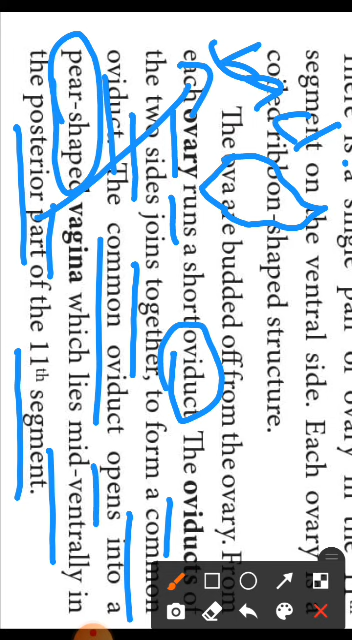 There is a single pair of ovary in the
segment on the ventral side. Each ovary is a
coiled ribbon-shaped structure.
The ova are budded off from the ovary. From
each ovary runs a short oviduct. The oviducts of
the two sides joins together, to form a common
oviduct. The common oviduct opens into a
pear-shaped vagina which lies mid-ventrally in
the posterior part of the 11th segment.